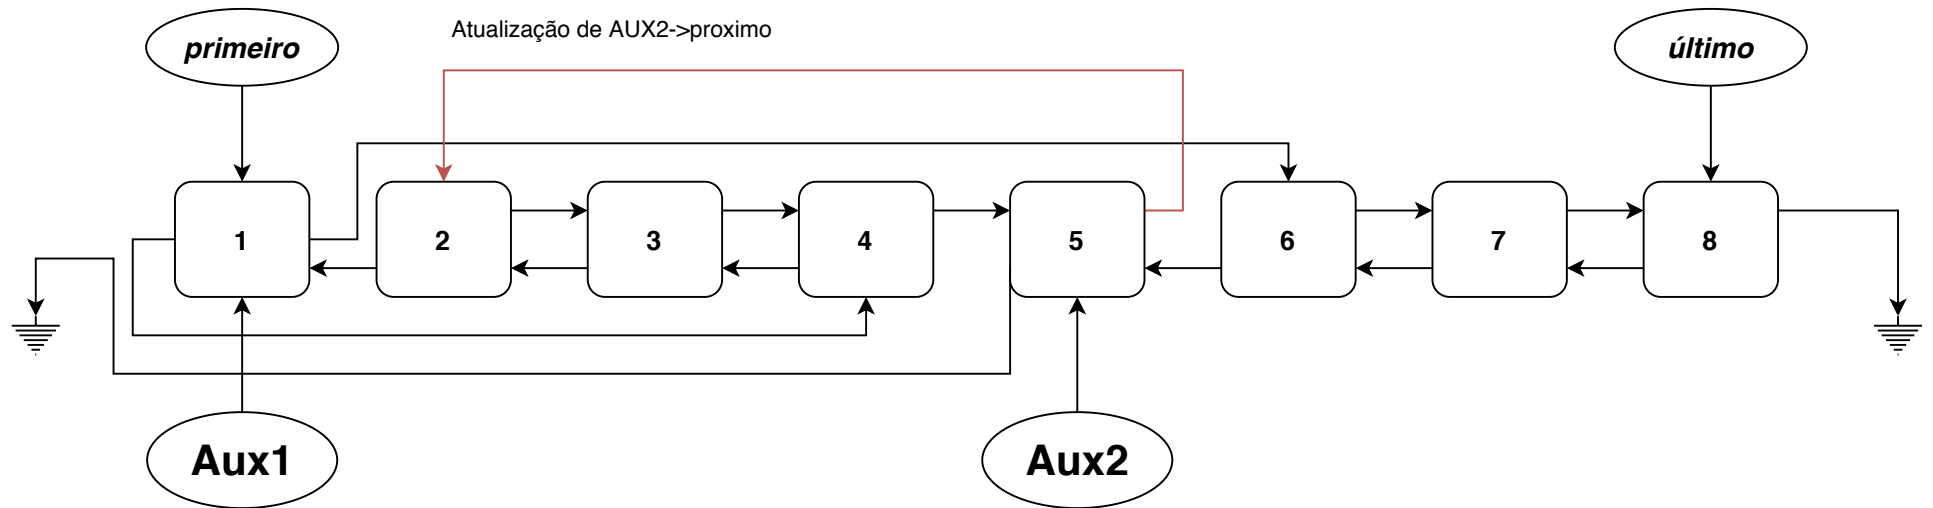 Atualização de AUX2->proximo
primeiro
último
1
2
3
4
5
6
7
8
Aux1
Aux2